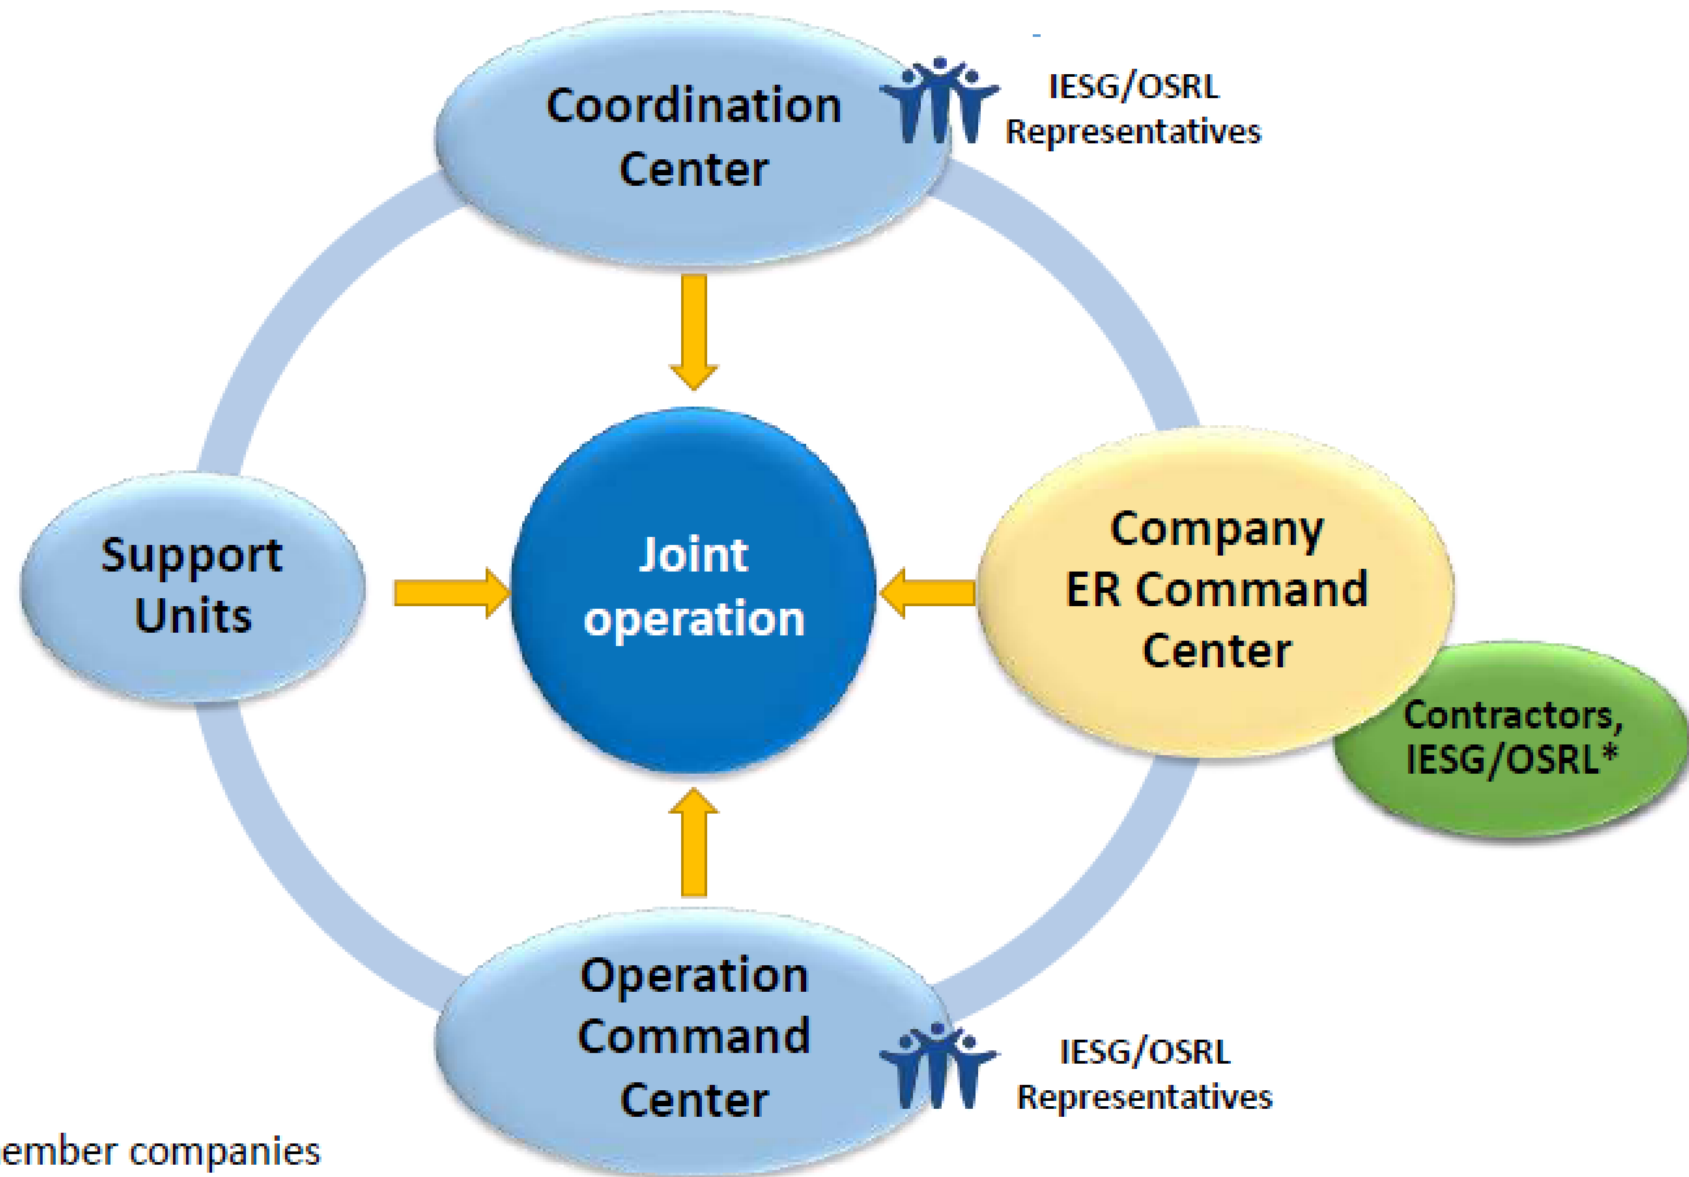 Coordination
Center
IESG/OSRL
Representatives
Support
Units
Joint
operation
Company
ER Command
Center
Contractors,
IESG/OSRL*
Operation
Command
Center
IESG/OSRL
Representatives
companies